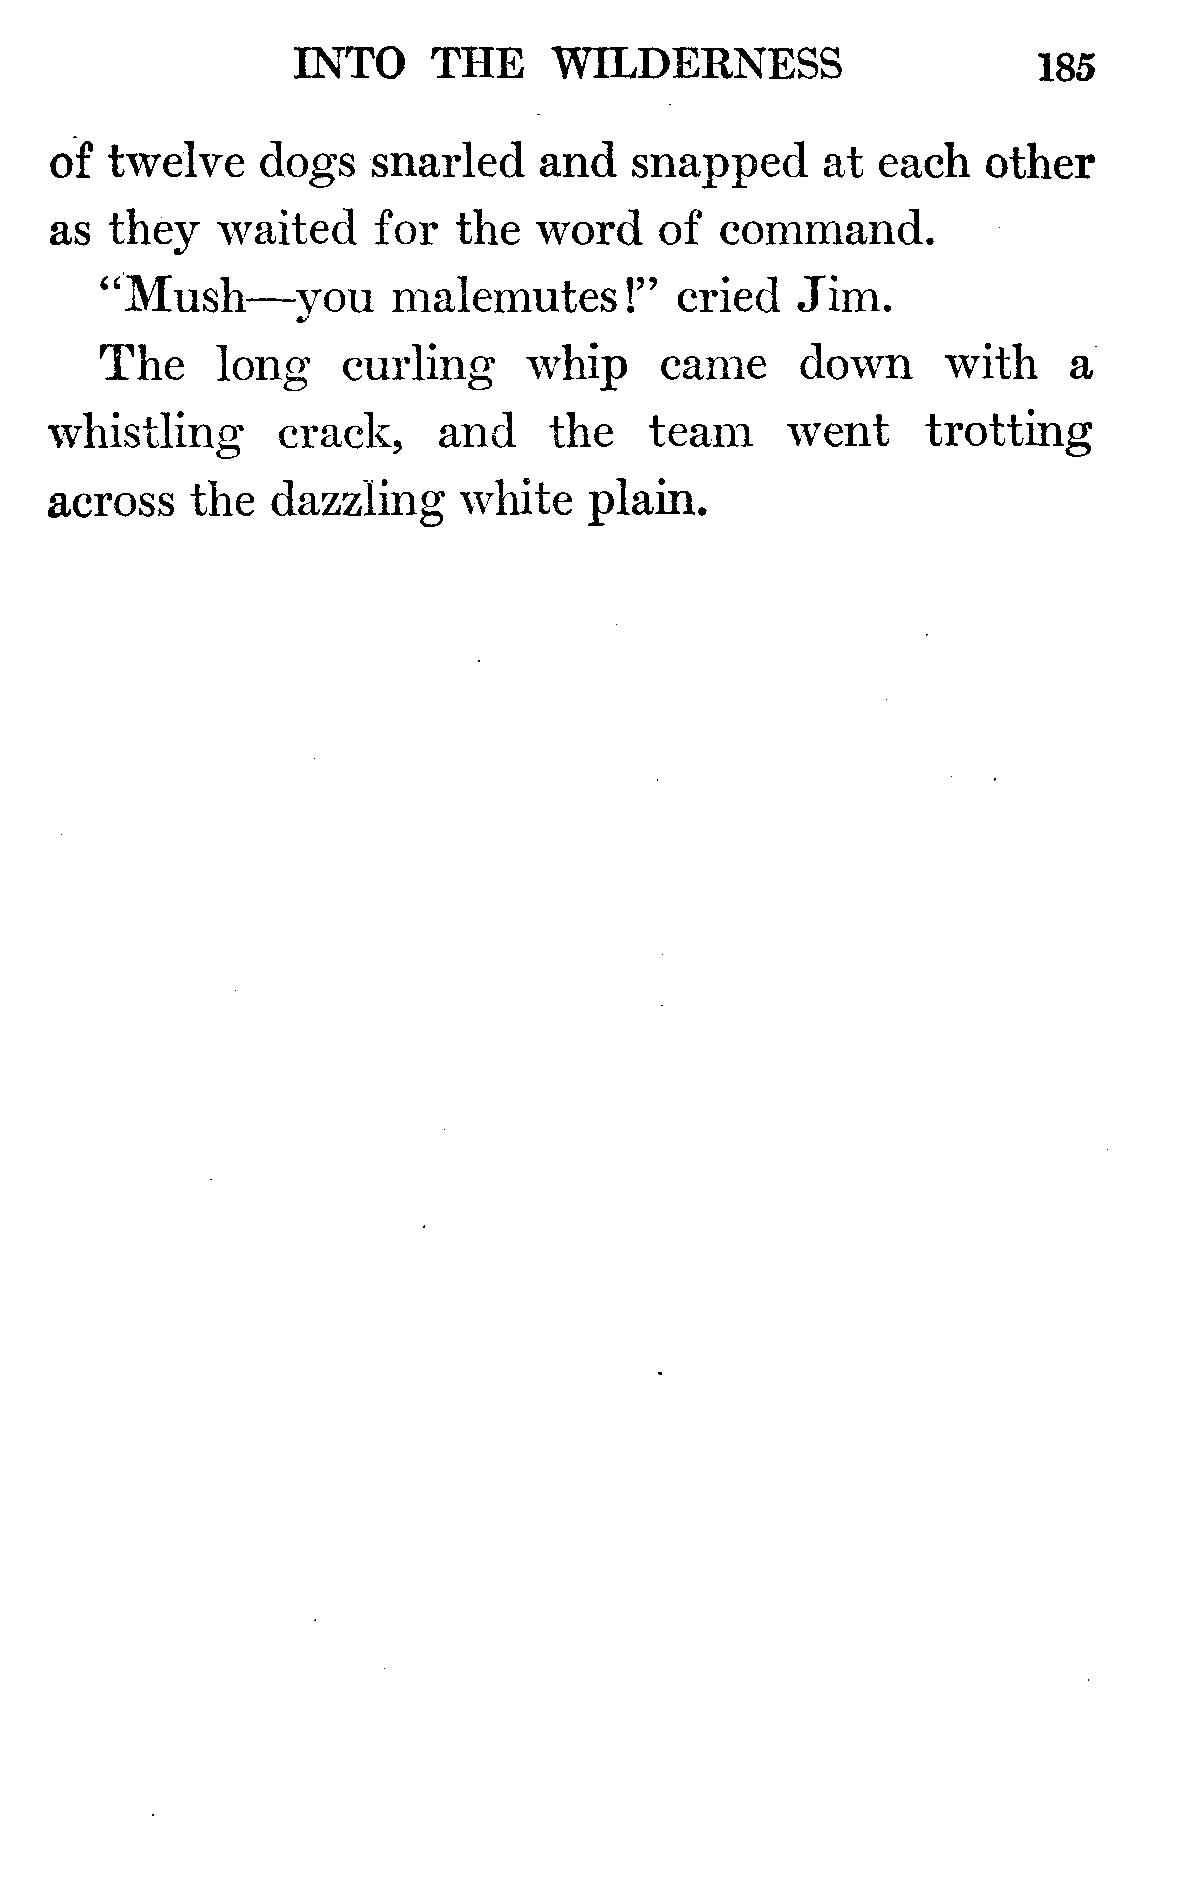 INTO THE WILDERNESS 185
of twelve dogs snarled and snapped at each other
as they waited for the word of command.
“Mush—you malemutes!” cried Jim.
The long curling whip came down with a
whistling crack, and the team went trotting
across the dazzling white plain.